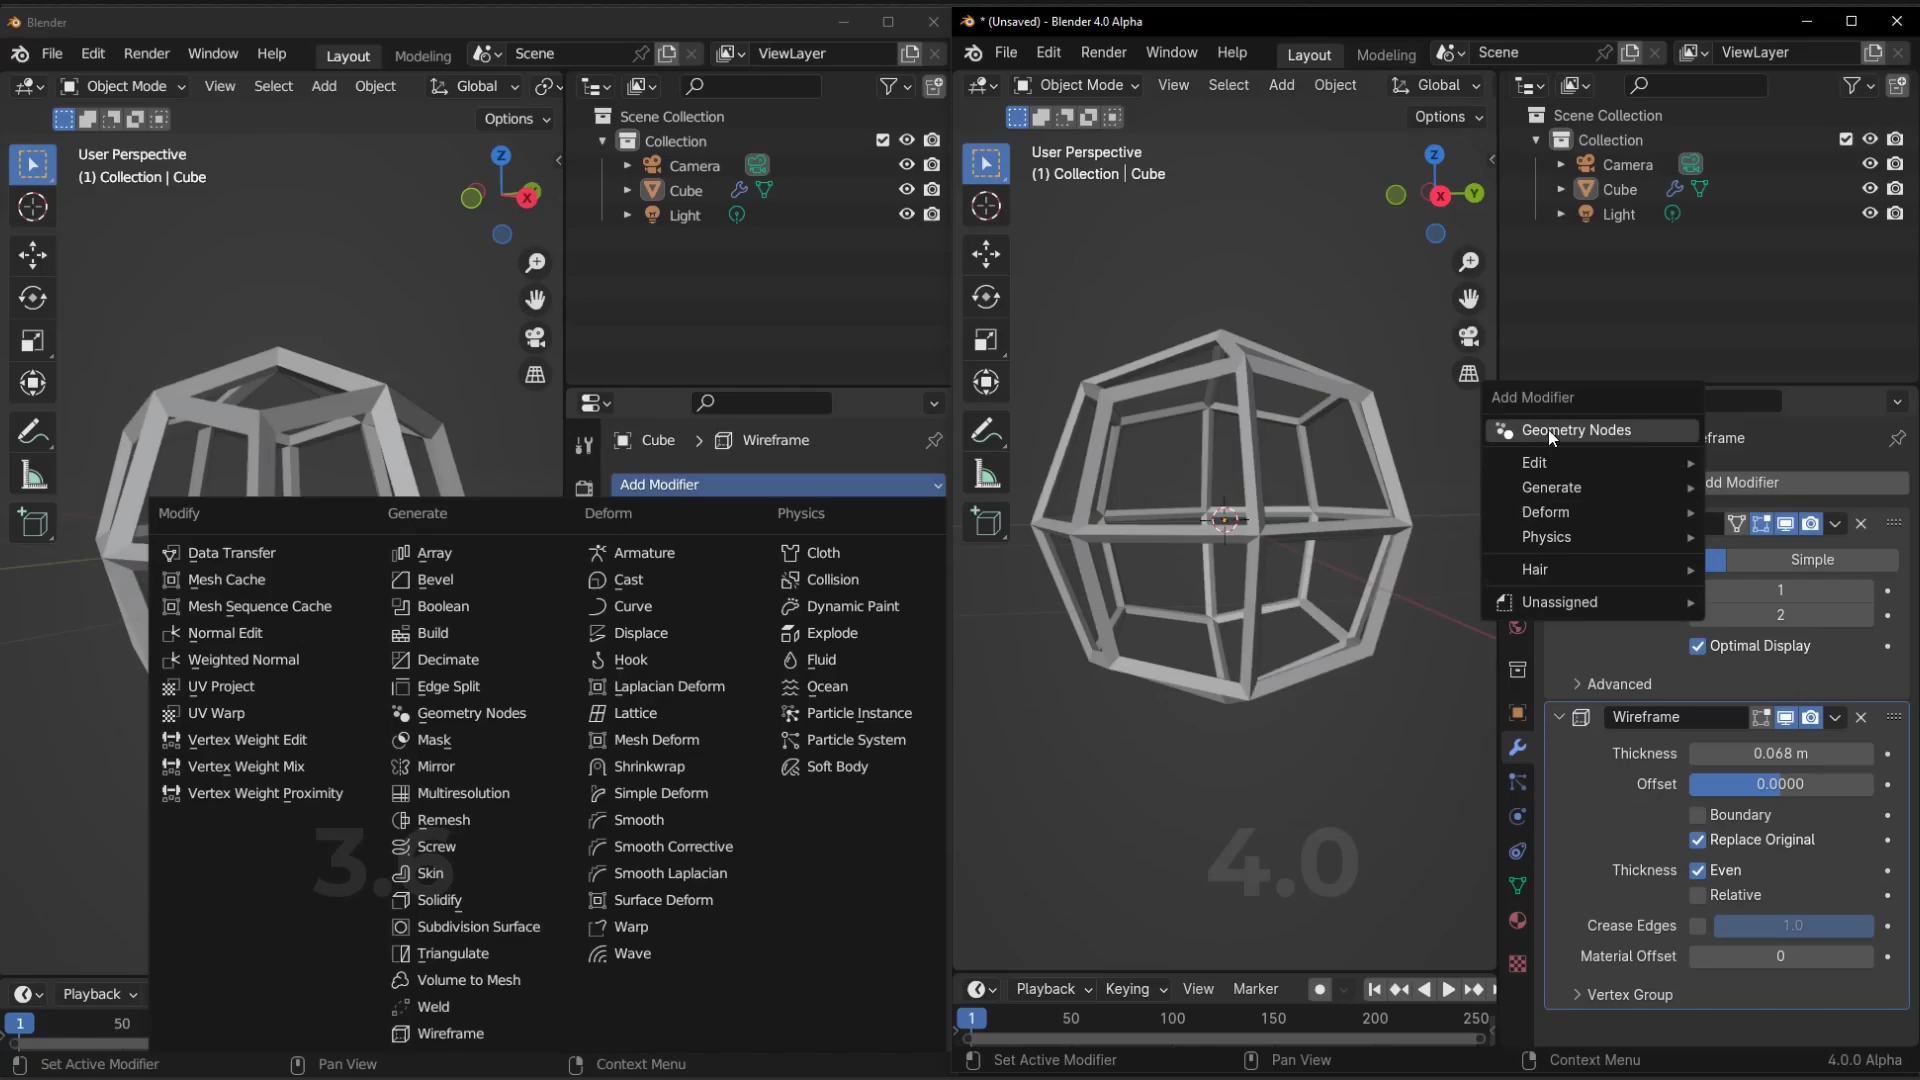 Blender
File Edit Render Window Help Layout Modeling Scene ViewLayer
Object Mode View Select Add Object Global
Options
User Perspective
(1) Collection | Cube
Z
X
Scene Collection
Collection
Camera
Cube
Light
Cube > Wireframe
Add Modifier
Modify Generate Deform Physics
Data Transfer Array Armature Cloth
Mesh Cache Bevel Cast Collision
Mesh Sequence Cache Boolean Curve Dynamic Paint
Normal Edit Build Displace Explode
Weighted Normal Decimate Hook Fluid
UV Project Edge Split Laplacian Deform Ocean
UV Warp Geometry Nodes Lattice Particle Instance
Vertex Weight Edit Mask Mesh Deform Particle System
Vertex Weight Mix Mirror Shrinkwrap Soft Body
Vertex Weight Proximity Multiresolution Simple Deform
Remesh Smooth
Screw Smooth Corrective
Skin Smooth Laplacian
Solidify Surface Deform
Subdivision Surface Warp
Triangulate Wave
Volume to Mesh
Weld
Wireframe
3.6
Playback
1 50
Set Active Modifier Pan View Context Menu
* (Unsaved) - Blender 4.0 Alpha
File Edit Render Window Help Layout Modeling Scene ViewLayer
Object Mode View Select Add Object Global
Options
User Perspective
(1) Collection | Cube
Z
X Y
Scene Collection
Collection
Camera
Cube
Light
Add Modifier
Geometry Nodes
Edit
Generate
Deform
Physics
Hair
Unassigned
eframe
dd Modifier
Simple
1
2
Optimal Display
Advanced
Wireframe
Thickness 0.068 m
Offset 0.0000
Boundary
Replace Original
Thickness Even
Relative
Crease Edges 1.0
Material Offset 0
Vertex Group
4.0
Playback Keying View Marker
1 50 100 150 200 250
Set Active Modifier Pan View Context Menu 4.0.0 Alpha